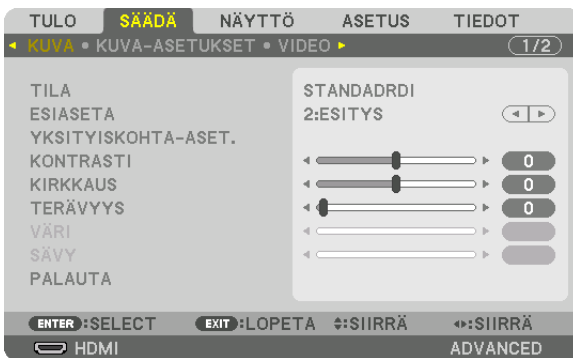 TULO SÄÄDÄ NÄYTTÖ ASETUS TIEDOT
KUVA • KUVA-ASETUKSET • VIDEO 1/2
TILA STANDADRDI
ESIASETA 2:ESITYS
YKSITYISKOHTA-ASET.
KONTRASTI 0
KIRKKAUS 0
TERÄVYYS 0
VÄRI
SÄVY
PALAUTA
ENTER :SELECT EXIT :LOPETA :SIIRRÄ :SIIRRÄ
HDMI ADVANCED